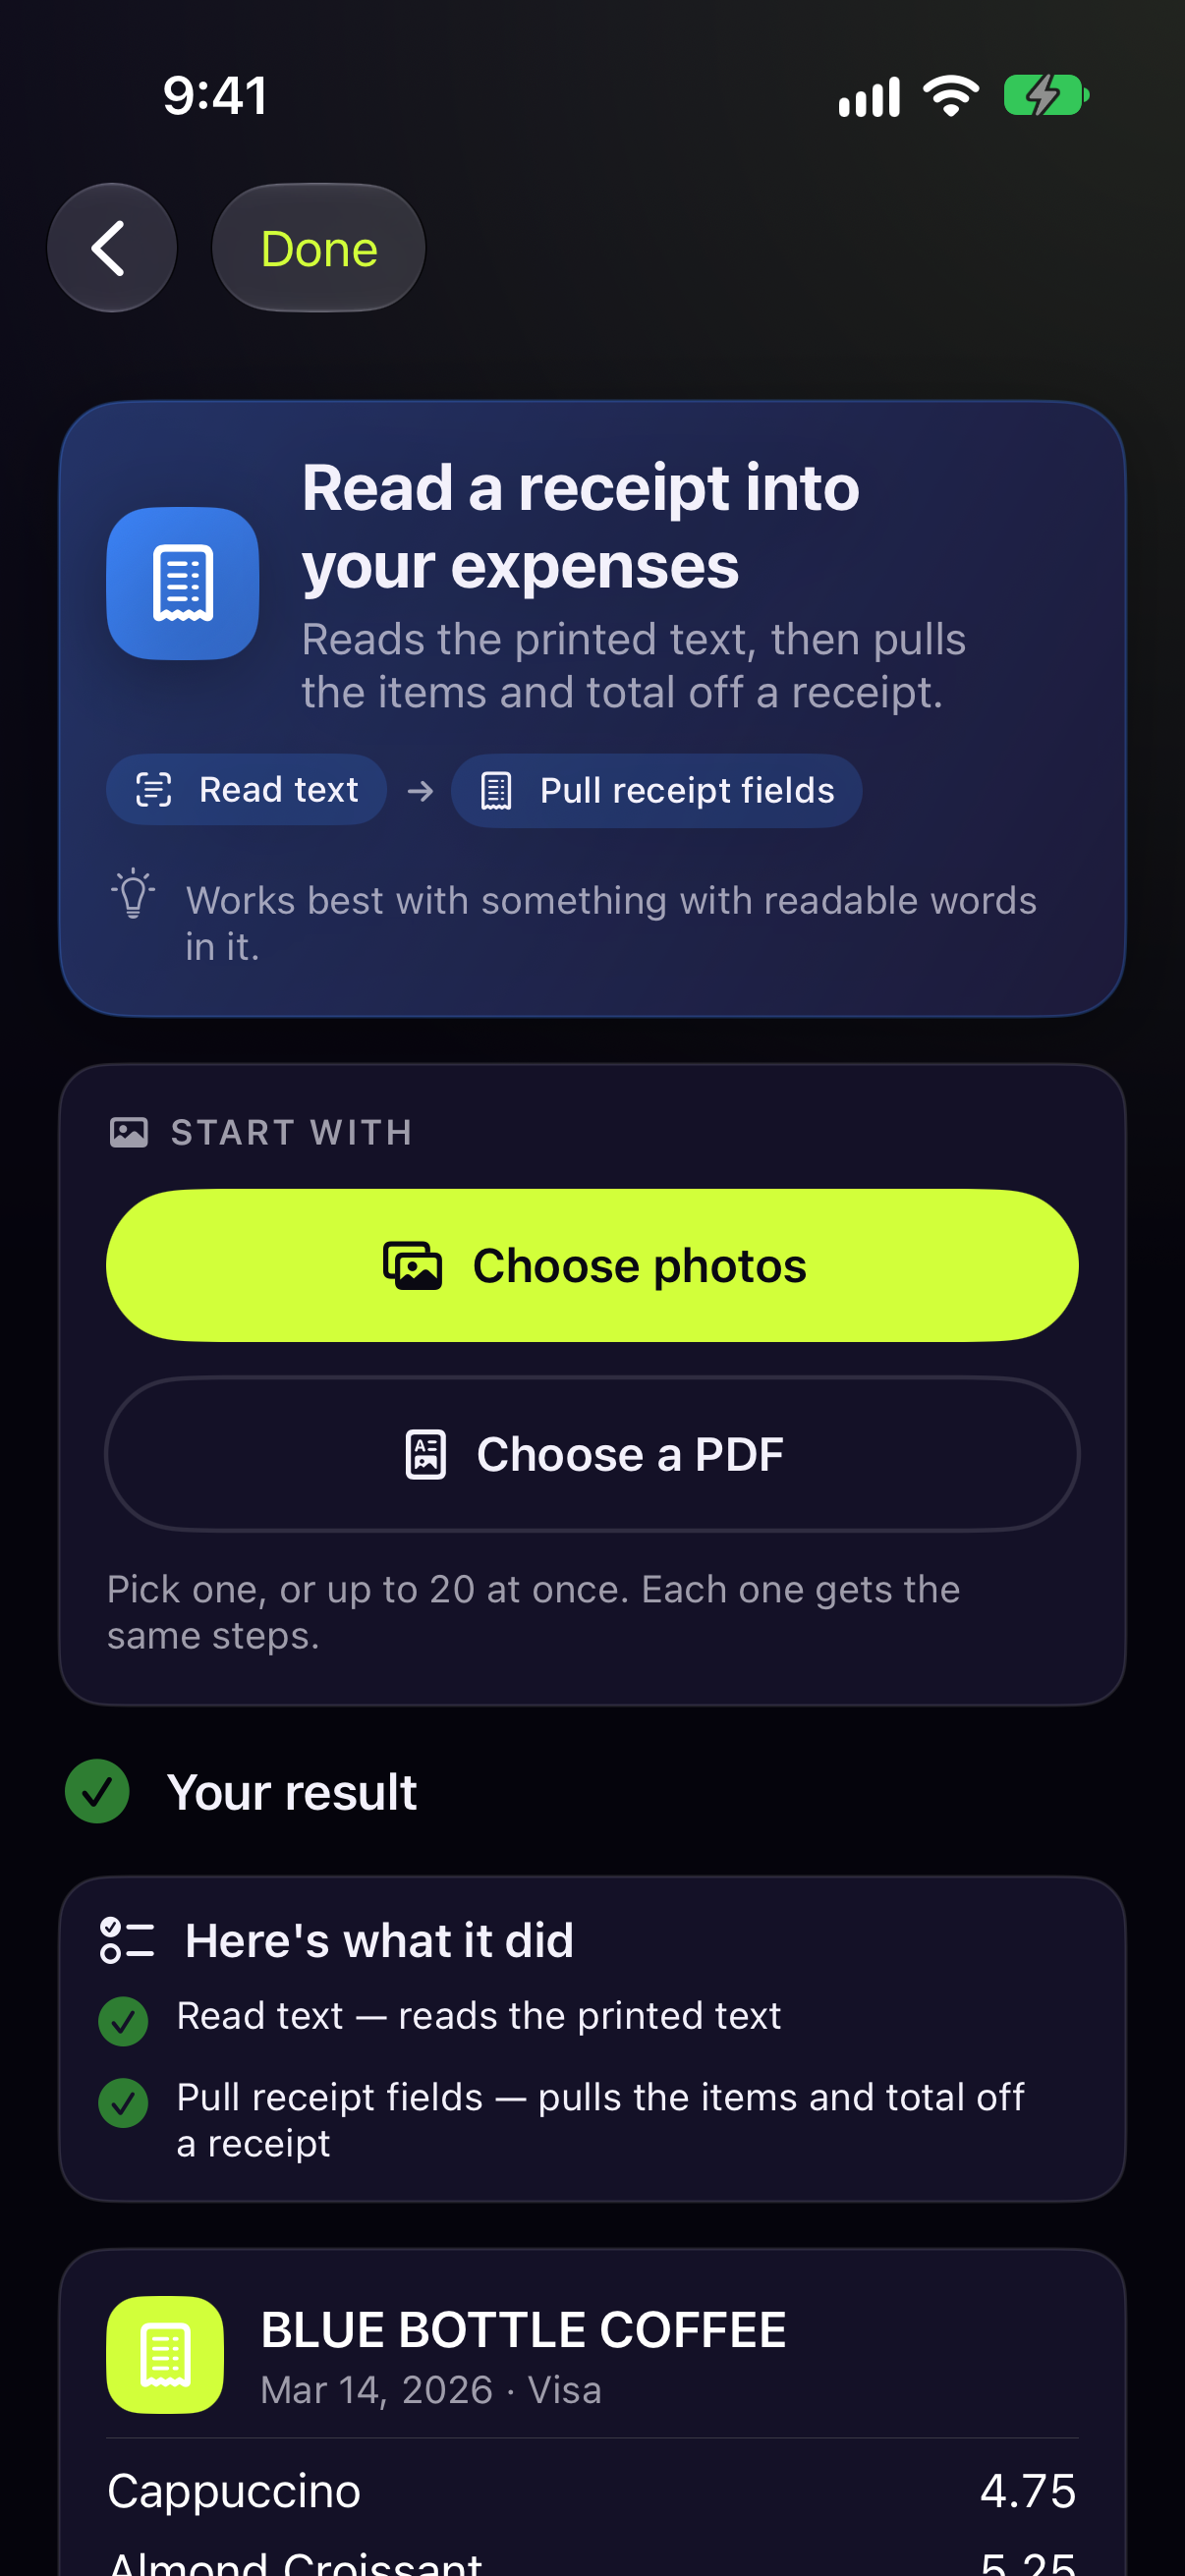 9:41
Done
Read a receipt into
your expenses
Reads the printed text, then pulls
the items and total off a receipt.
Read text → Pull receipt fields
Works best with something with readable words
in it.
START WITH
Choose photos
Choose a PDF
Pick one, or up to 20 at once. Each one gets the
same steps.
Your result
Here's what it did
Read text — reads the printed text
Pull receipt fields — pulls the items and total off
a receipt
BLUE BOTTLE COFFEE
Mar 14, 2026 · Visa
Cappuccino 4.75
Almond Croissant 5.25